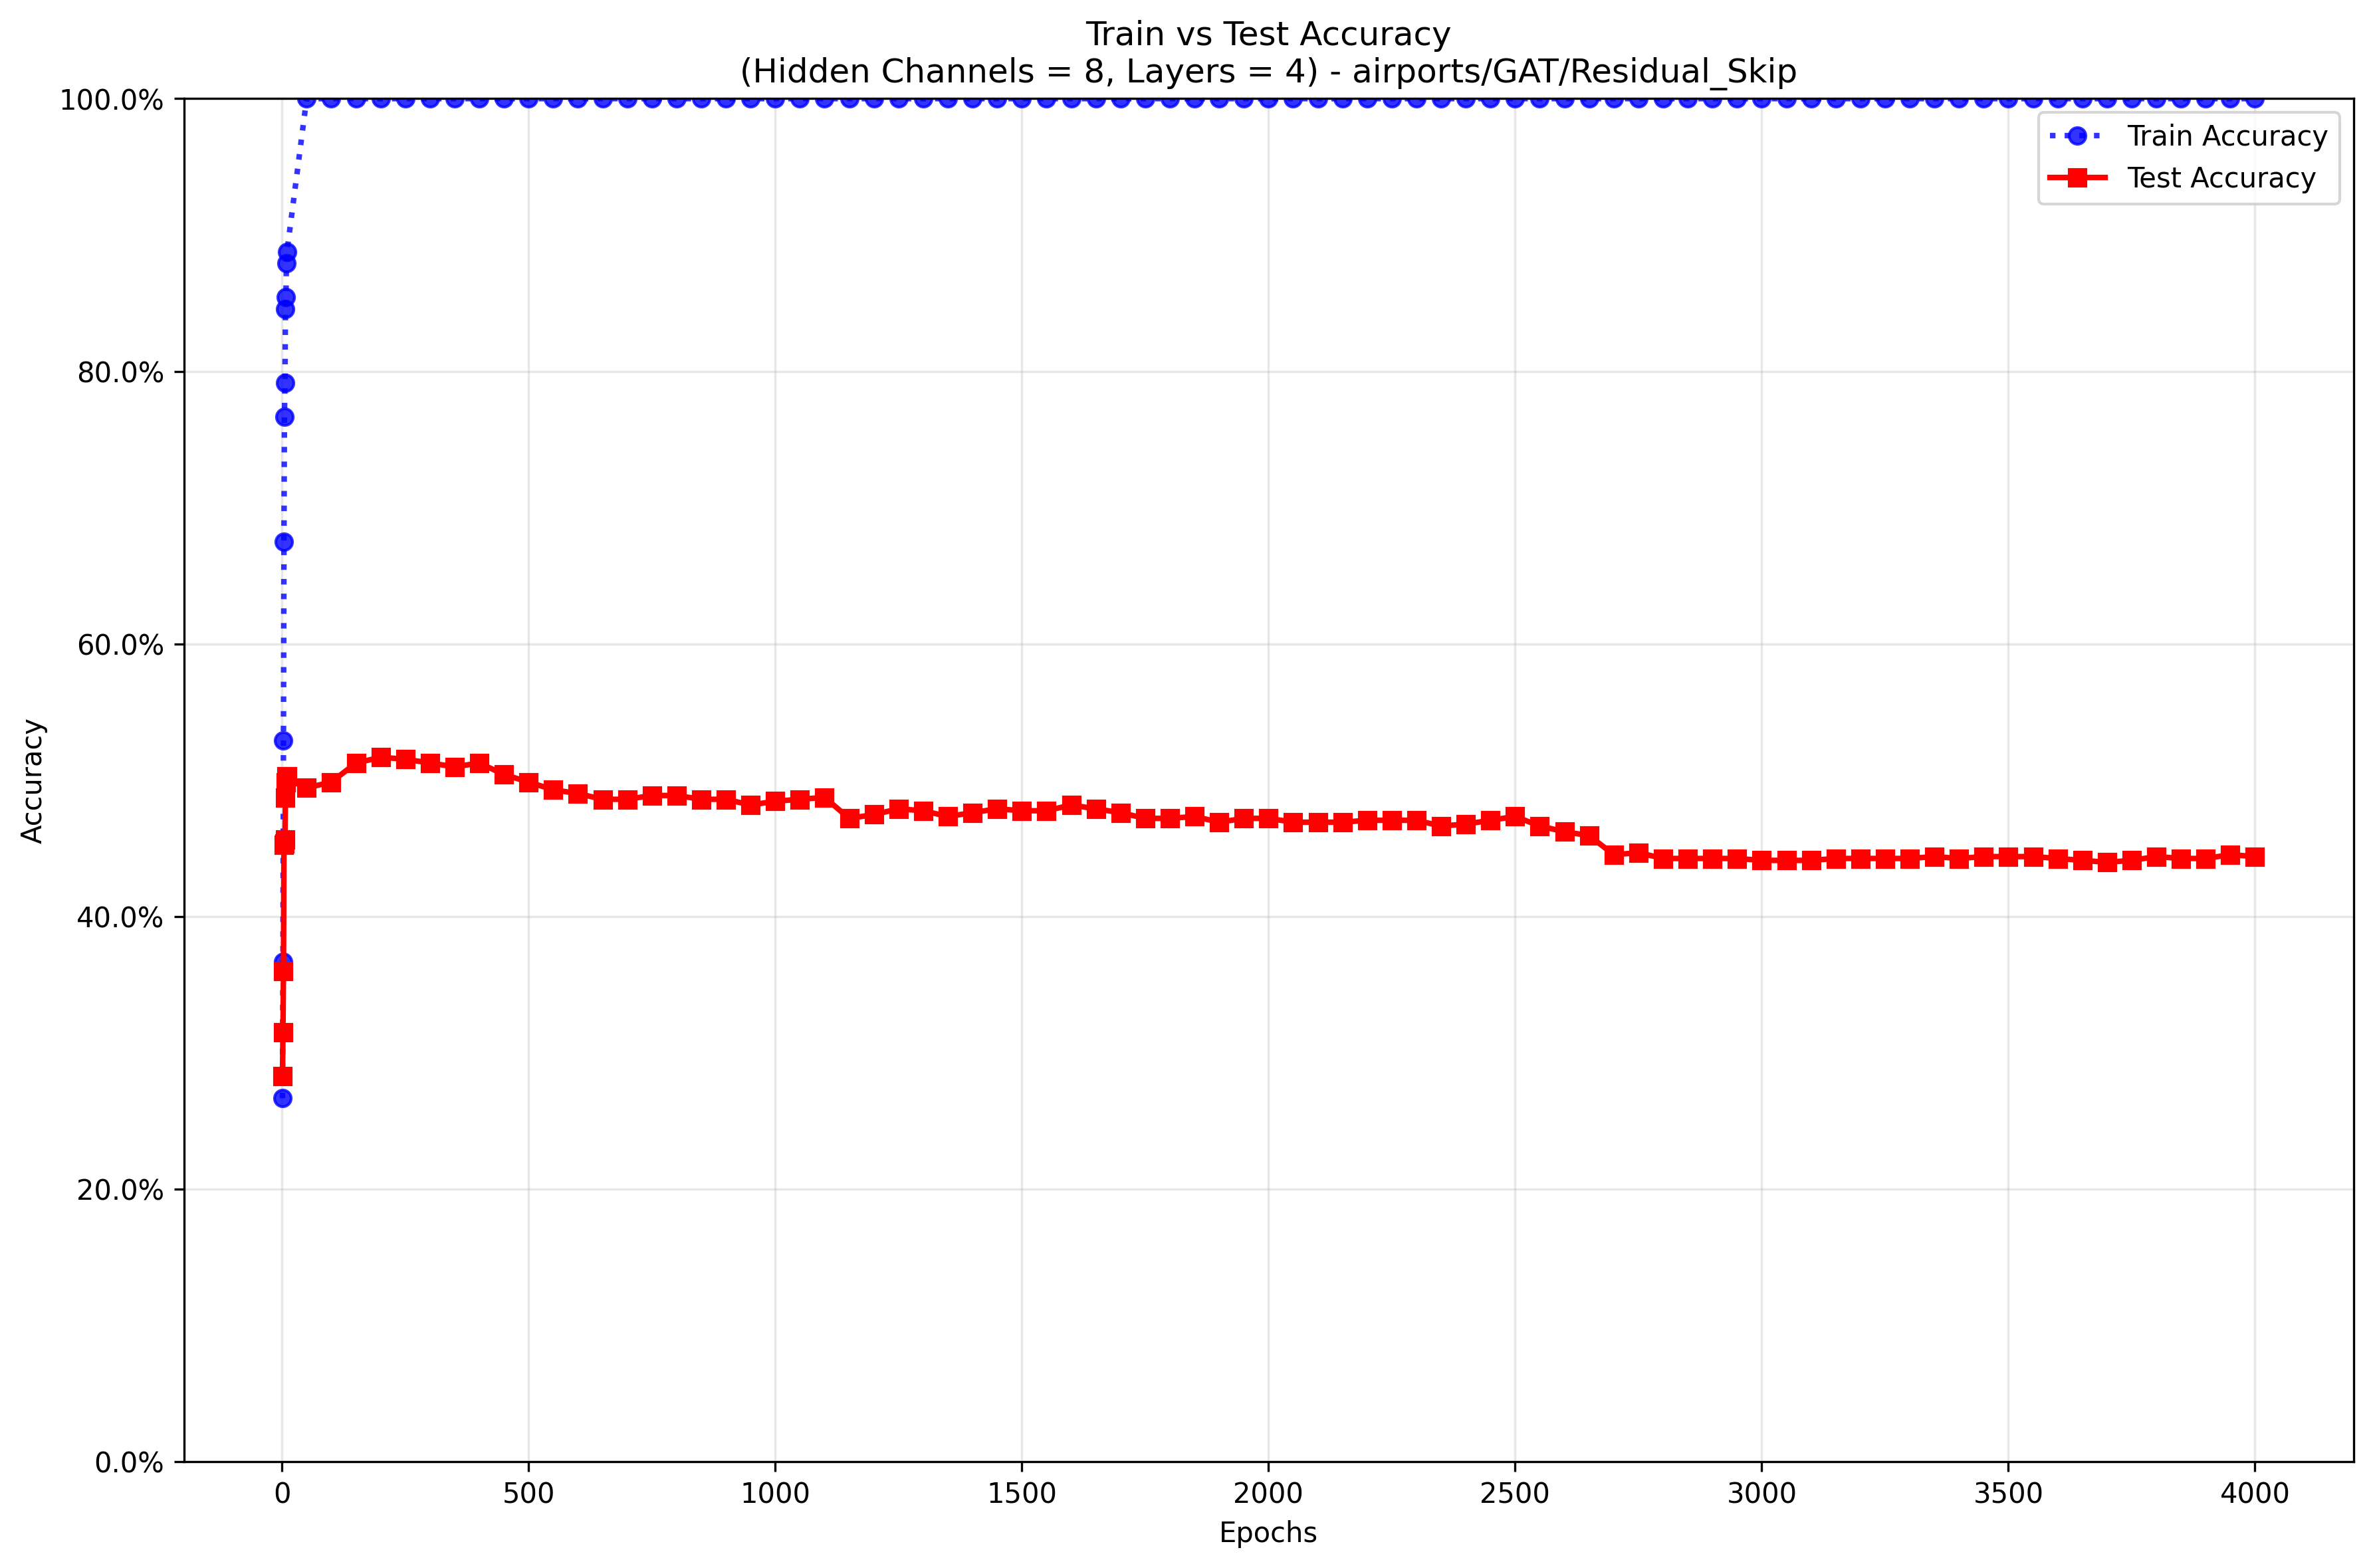 Train vs Test Accuracy
(Hidden Channels = 8, Layers = 4) - airports/GAT/Residual_Skip
100.0%
80.0%
60.0%
40.0%
20.0%
0.0%
Accuracy
Train Accuracy
Test Accuracy
0 500 1000 1500 2000 2500 3000 3500 4000
Epochs